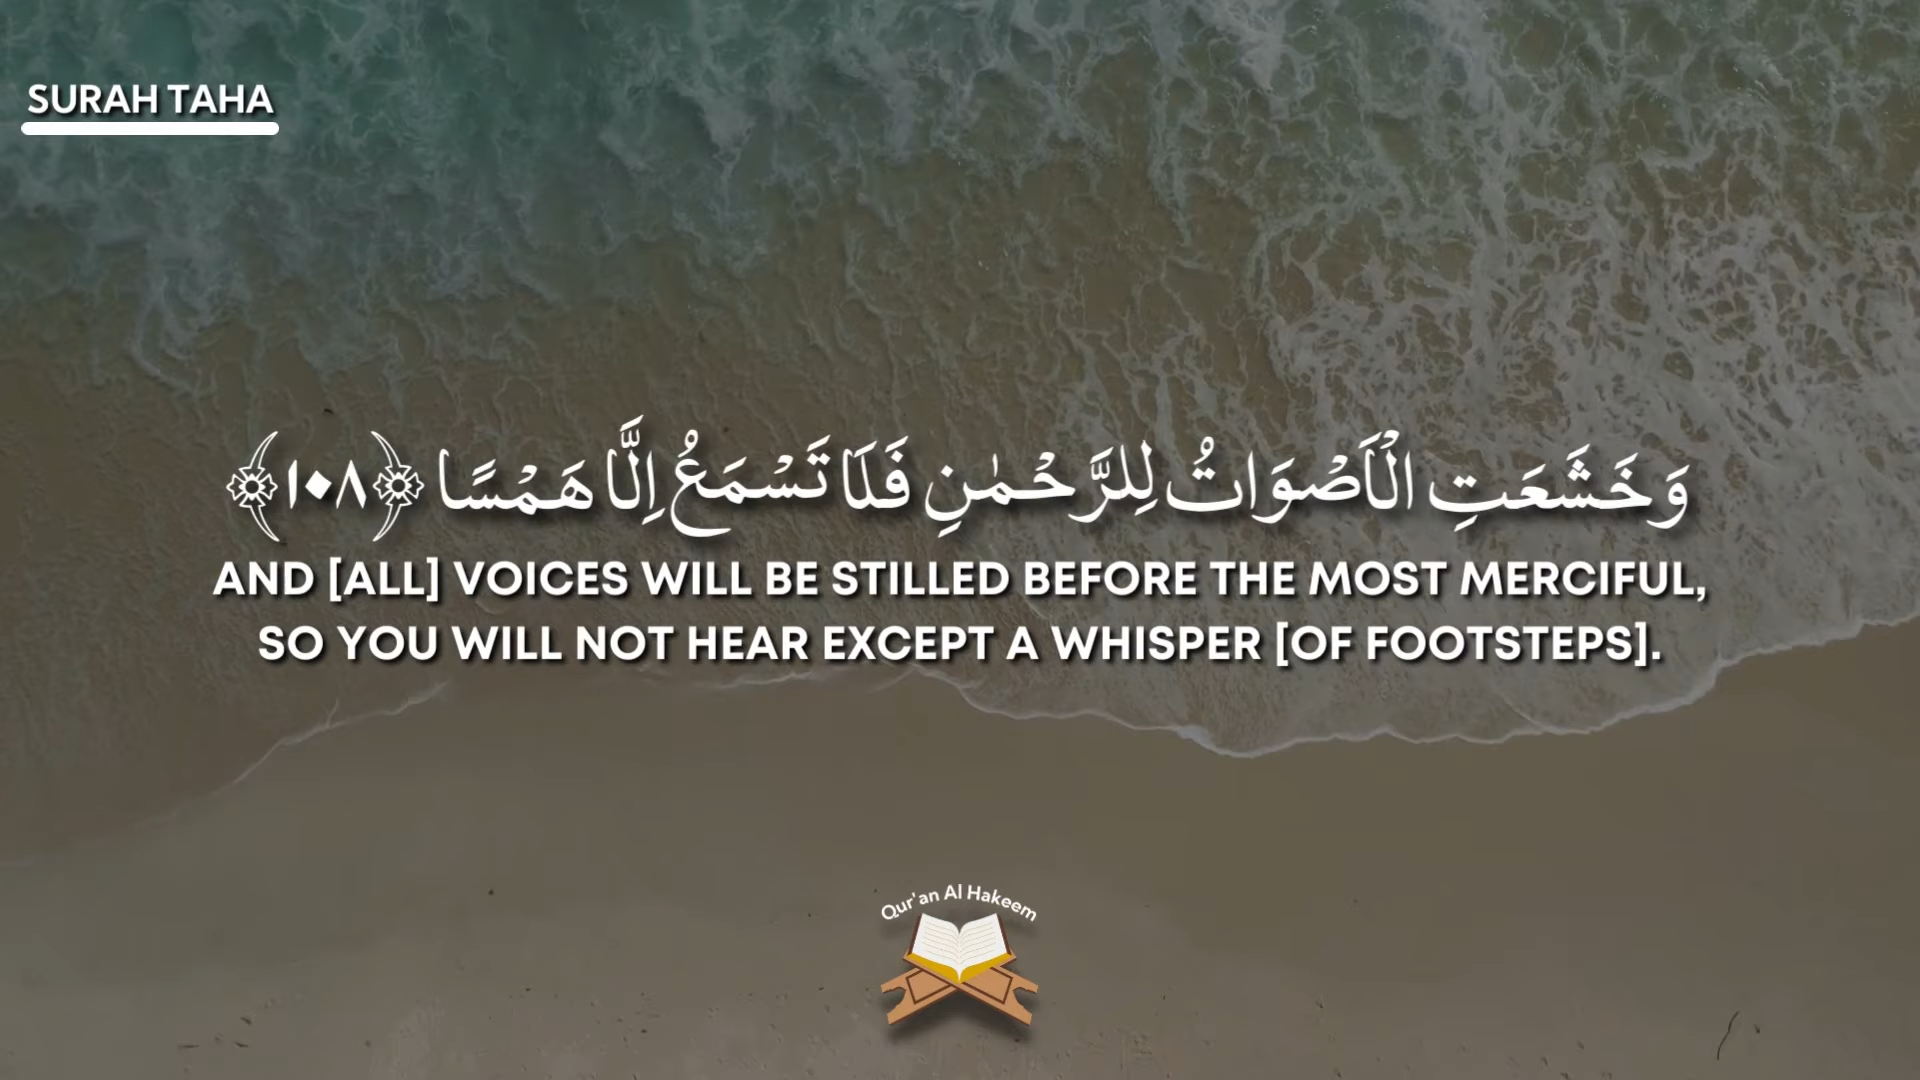 SURAH TAHA
وَخَشَعَتِ الْاَصْوَاتُ لِلرَّحْمٰنِ فَلَا تَسْمَعُ اِلَّا هَمْسًا ﴿١٠٨﴾
AND [ALL] VOICES WILL BE STILLED BEFORE THE MOST MERCIFUL,
SO YOU WILL NOT HEAR EXCEPT A WHISPER [OF FOOTSTEPS].
Qur'an Al Hakeem